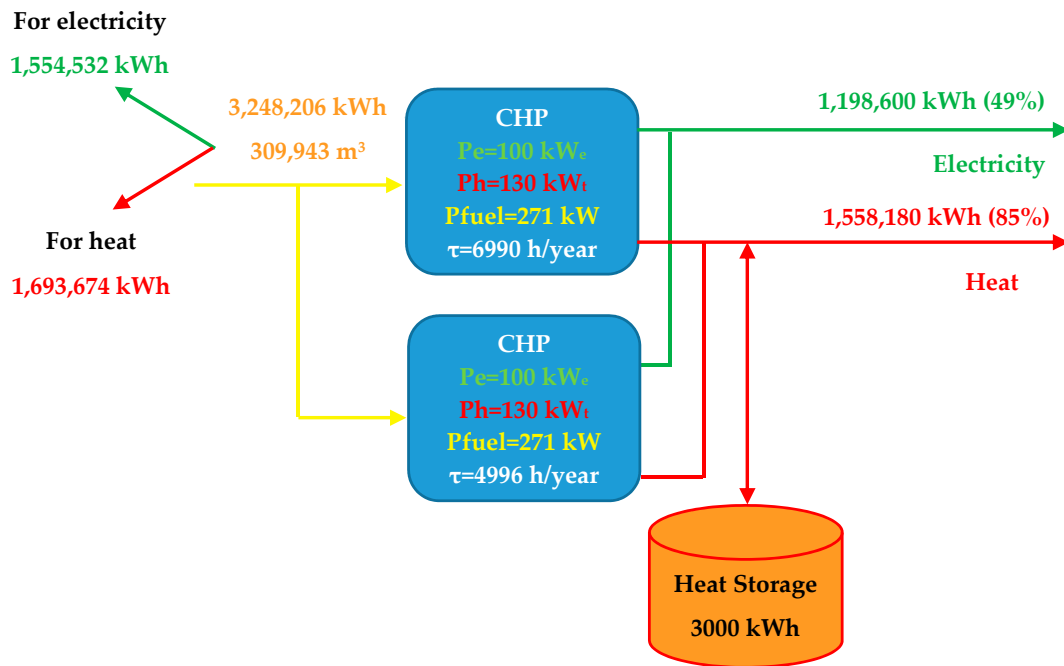 For electricity
1,554,532 kWh
3,248,206 kWh
309,943 m³
For heat
1,693,674 kWh
CHP
Pe=100 kWₑ
Ph=130 kWₜ
Pfuel=271 kW
τ=6990 h/year
1,198,600 kWh (49%)
Electricity
1,558,180 kWh (85%)
Heat
CHP
Pe=100 kWₑ
Ph=130 kWₜ
Pfuel=271 kW
τ=4996 h/year
Heat Storage
3000 kWh